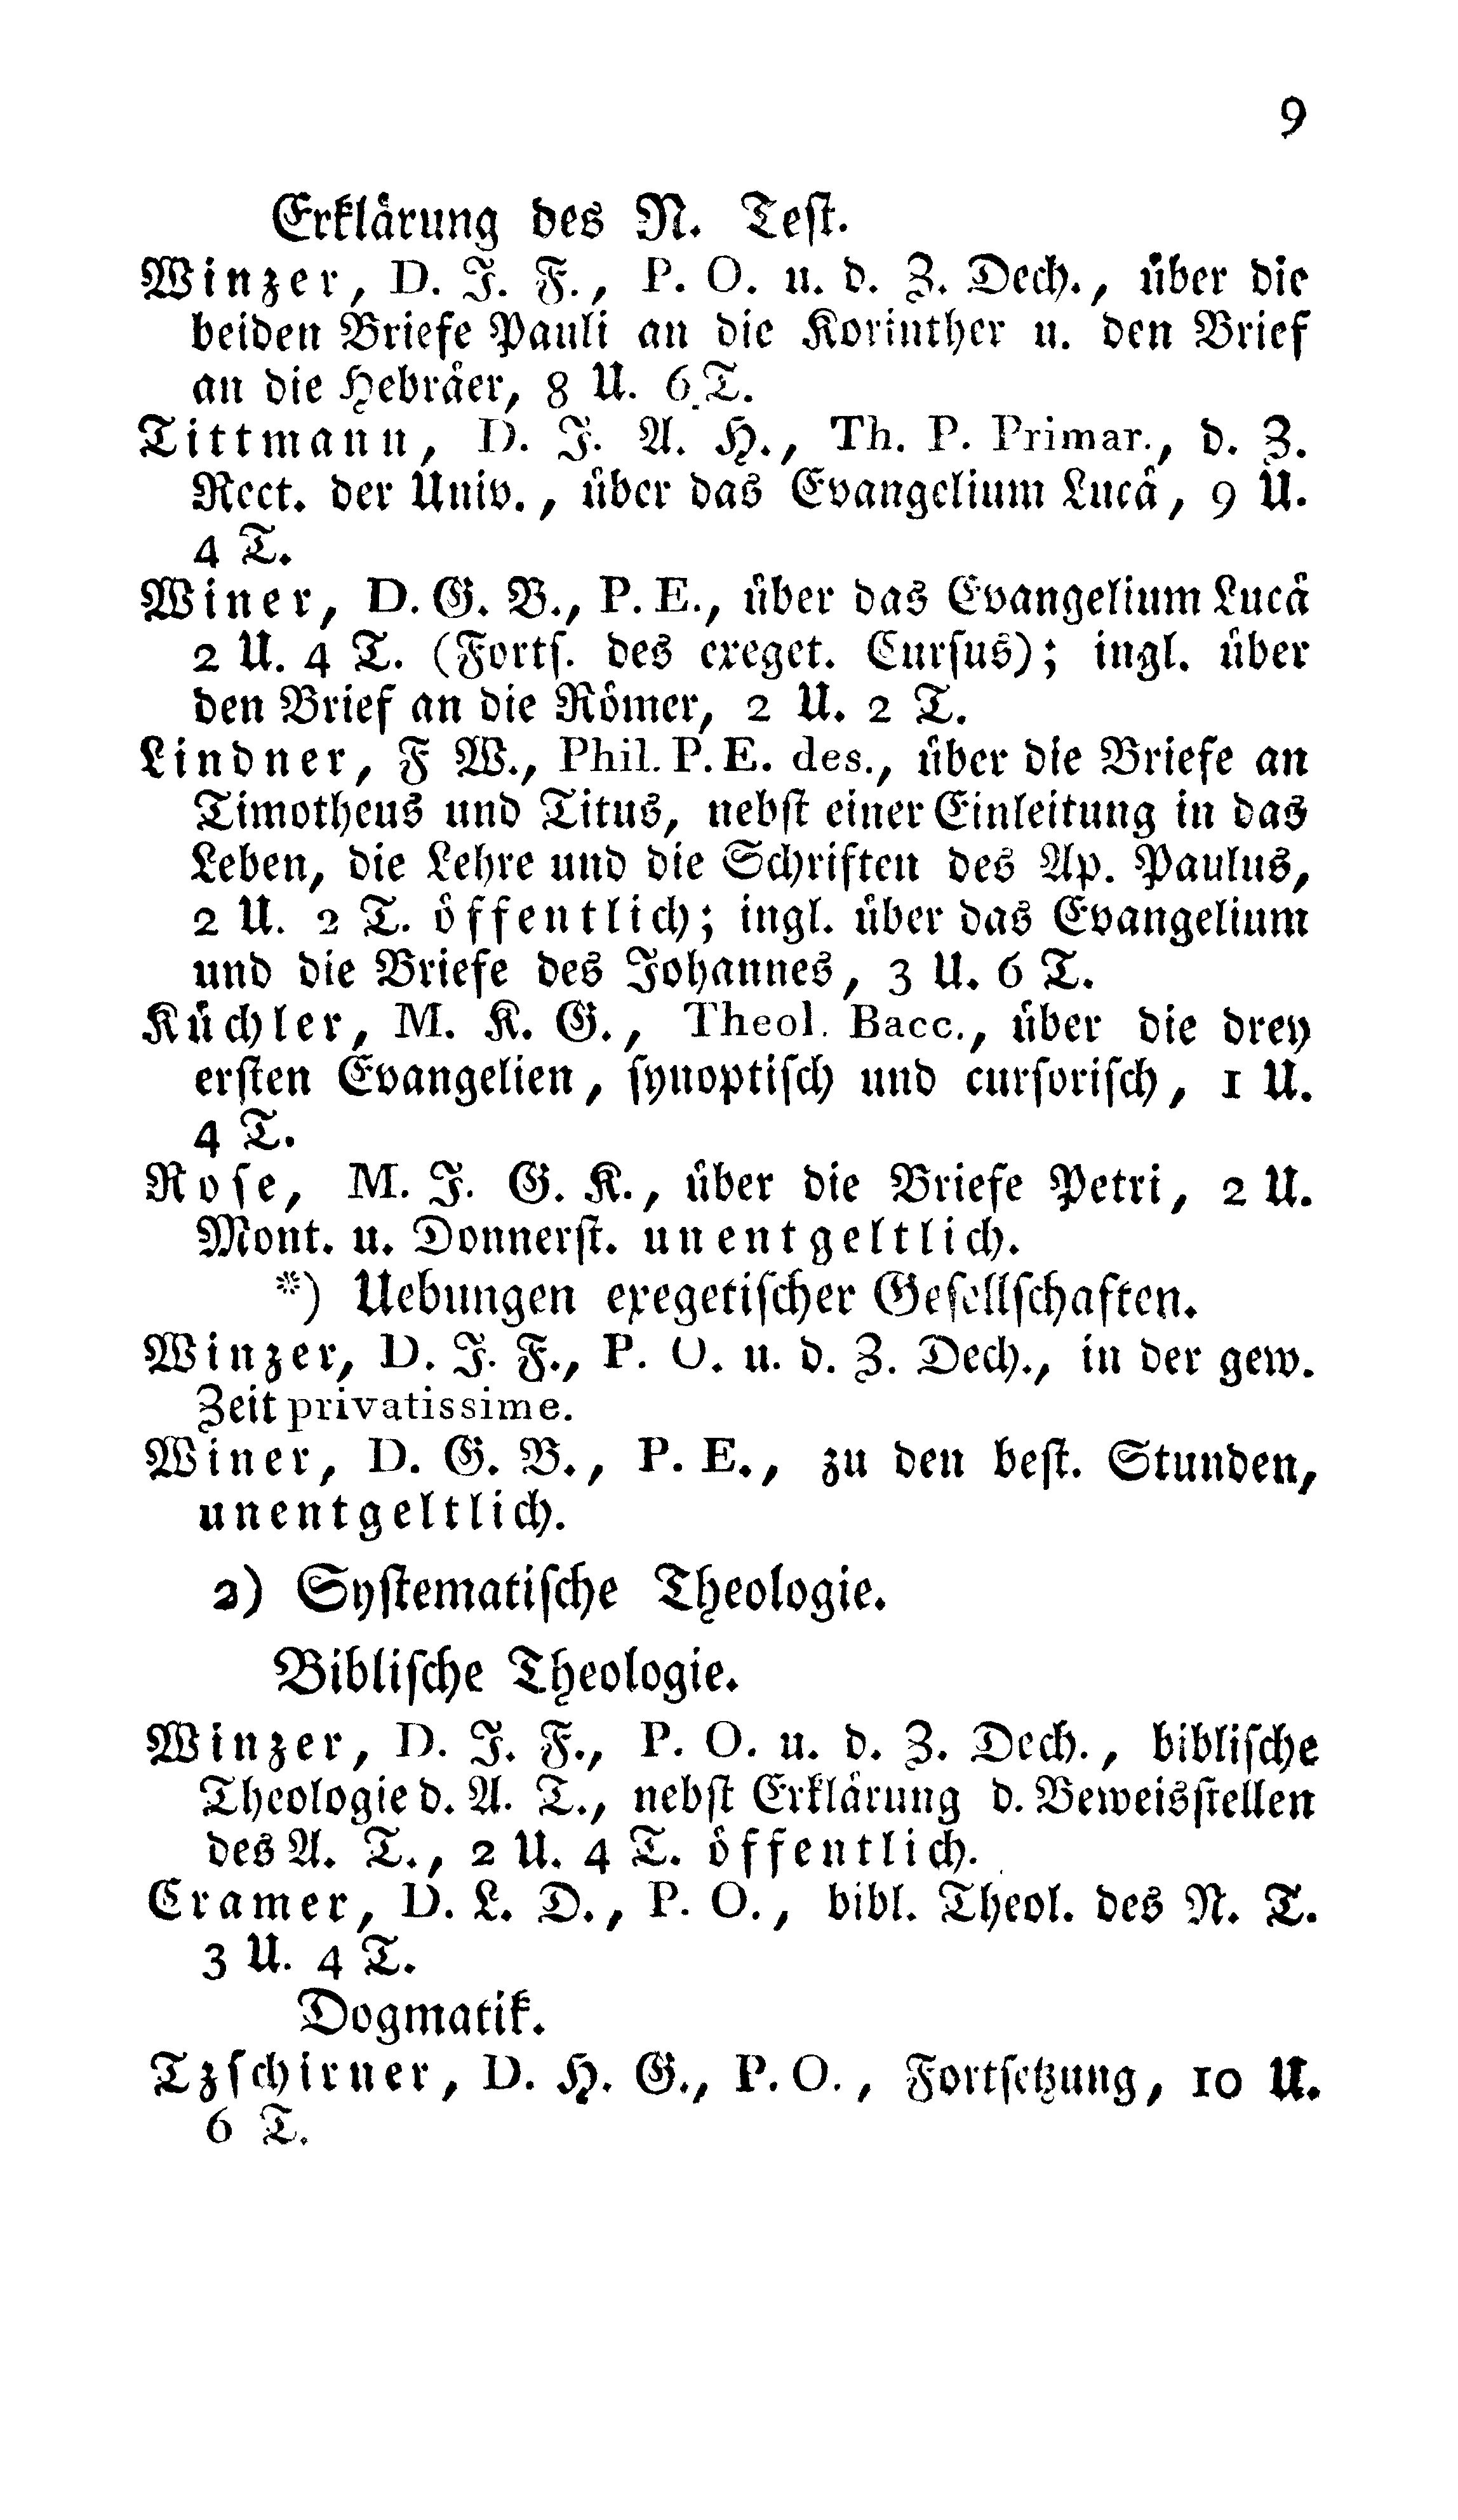 9
Erklärung des N. Test.
Winzer, D. J. F., P. O. u. d. Z. Dech., über die
beiden Briefe Pauli an die Korinther u. den Brief
an die Hebräer, 8 U. 6 T.
Tittmann, D. J. A. H., Th. P. Primar., d. Z.
Rect. der Univ., über das Evangelium Lucä, 9 U.
4 T.
Winer, D. G. B., P. E., über das Evangelium Lucä
2 U. 4 T. (Forts. des exeget. Cursus); ingl. über
den Brief an die Römer, 2 U. 2 T.
Lindner, F W., Phil. P. E. des., über die Briefe an
Timotheus und Titus, nebst einer Einleitung in das
Leben, die Lehre und die Schriften des Ap. Paulus,
2 U. 2 T. öffentlich; ingl. über das Evangelium
und die Briefe des Johannes, 3 U. 6 T.
Küchler, M. K. G., Theol. Bacc., über die drey
ersten Evangelien, synoptisch und cursorisch, 1 U.
4 T.
Rose, M. J. G. K., über die Briefe Petri, 2 U.
Mont. u. Donnerst. unentgeltlich.
*) Uebungen exegetischer Gesellschaften.
Winzer, D. J. F., P. O. u. d. Z. Dech., in der gew.
Zeit privatissime.
Winer, D. G. B., P. E., zu den best. Stunden,
unentgeltlich.
2) Systematische Theologie.
Biblische Theologie.
Winzer, D. J. F., P. O. u. d. Z. Dech., biblische
Theologie d. A. T., nebst Erklärung d. Beweisstellen
des A. T., 2 U. 4 T. öffentlich.
Cramer, D. L. D., P. O., bibl. Theol. des N. T.
3 U. 4 T.
Dogmatik.
Tzschirner, D. H. G., P. O., Fortsetzung, 10 U.
6 T.